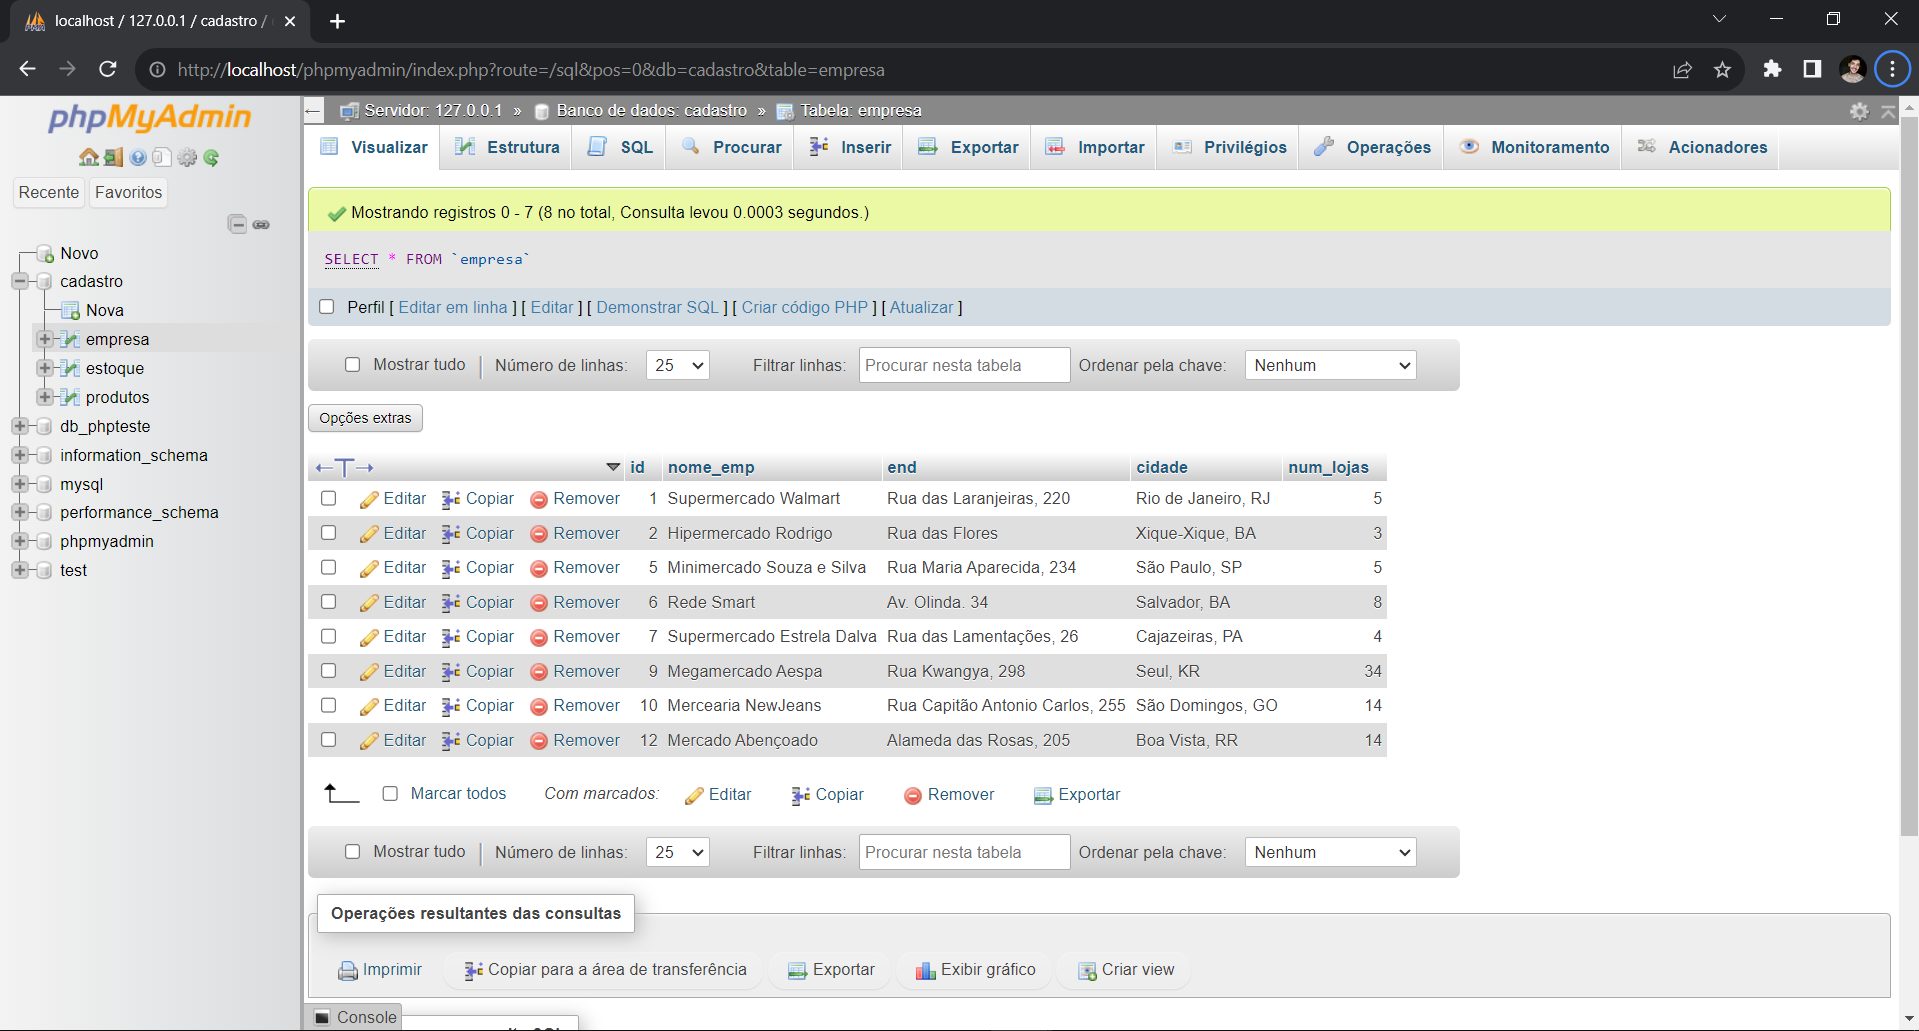 localhost / 127.0.0.1 / cadastro /
http://localhost/phpmyadmin/index.php?route=/sql&pos=0&db=cadastro&table=empresa
phpMyAdmin
Recente Favoritos
Novo
cadastro
Nova
empresa
estoque
produtos
db_phpteste
information_schema
mysql
performance_schema
phpmyadmin
test
Servidor: 127.0.0.1 » Banco de dados: cadastro » Tabela: empresa
Visualizar Estrutura SQL Procurar Inserir Exportar Importar Privilégios Operações Monitoramento Acionadores
Mostrando registros 0 - 7 (8 no total, Consulta levou 0.0003 segundos.)
SELECT * FROM `empresa`
Perfil [ Editar em linha ] [ Editar ] [ Demonstrar SQL ] [ Criar código PHP ] [ Atualizar ]
Mostrar tudo Número de linhas: 25 Filtrar linhas: Procurar nesta tabela Ordenar pela chave: Nenhum
Opções extras
←T→ id nome_emp end cidade num_lojas
Editar Copiar Remover 1 Supermercado Walmart Rua das Laranjeiras, 220 Rio de Janeiro, RJ 5
Editar Copiar Remover 2 Hipermercado Rodrigo Rua das Flores Xique-Xique, BA 3
Editar Copiar Remover 5 Minimercado Souza e Silva Rua Maria Aparecida, 234 São Paulo, SP 5
Editar Copiar Remover 6 Rede Smart Av. Olinda. 34 Salvador, BA 8
Editar Copiar Remover 7 Supermercado Estrela Dalva Rua das Lamentações, 26 Cajazeiras, PA 4
Editar Copiar Remover 9 Megamercado Aespa Rua Kwangya, 298 Seul, KR 34
Editar Copiar Remover 10 Mercearia NewJeans Rua Capitão Antonio Carlos, 255 São Domingos, GO 14
Editar Copiar Remover 12 Mercado Abençoado Alameda das Rosas, 205 Boa Vista, RR 14
Marcar todos Com marcados: Editar Copiar Remover Exportar
Mostrar tudo Número de linhas: 25 Filtrar linhas: Procurar nesta tabela Ordenar pela chave: Nenhum
Operações resultantes das consultas
Imprimir Copiar para a área de transferência Exportar Exibir gráfico Criar view
Console